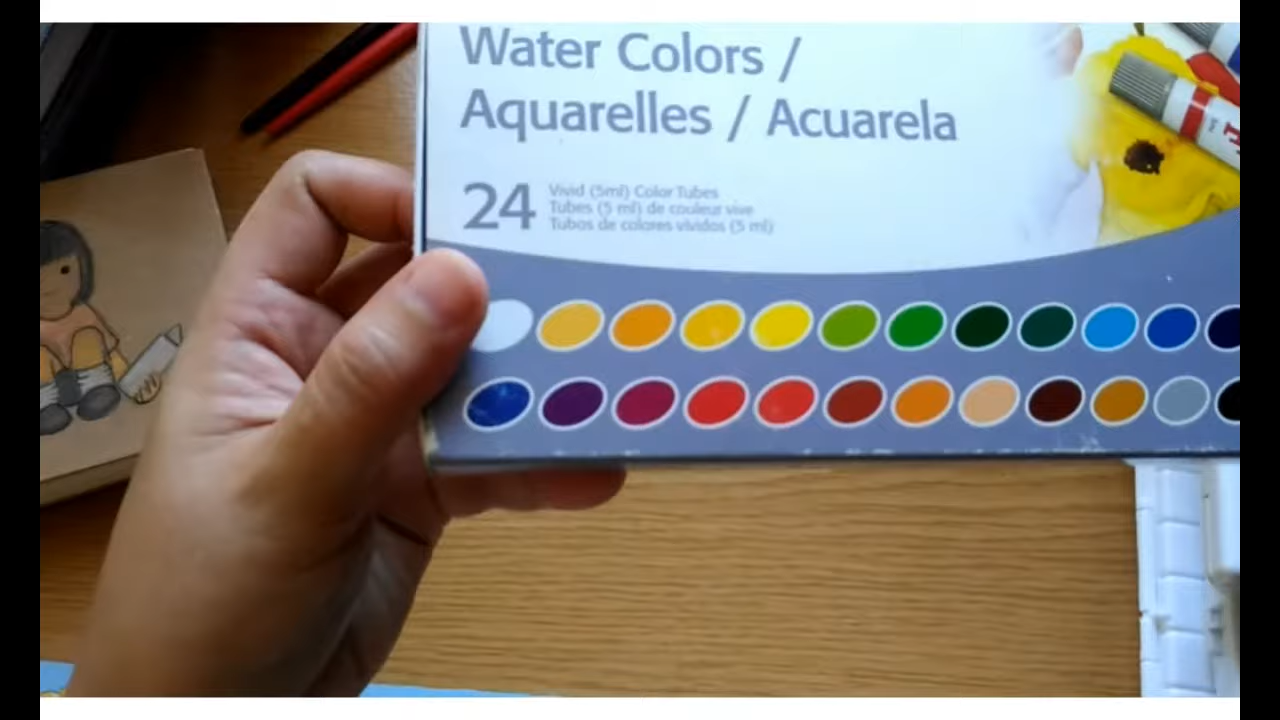 Water Colors /
Aquarelles / Acuarela
24
Vivid (5ml) Color Tubes
Tubes (5 ml) de couleur vive
Tubos de colores vividos (5 ml)